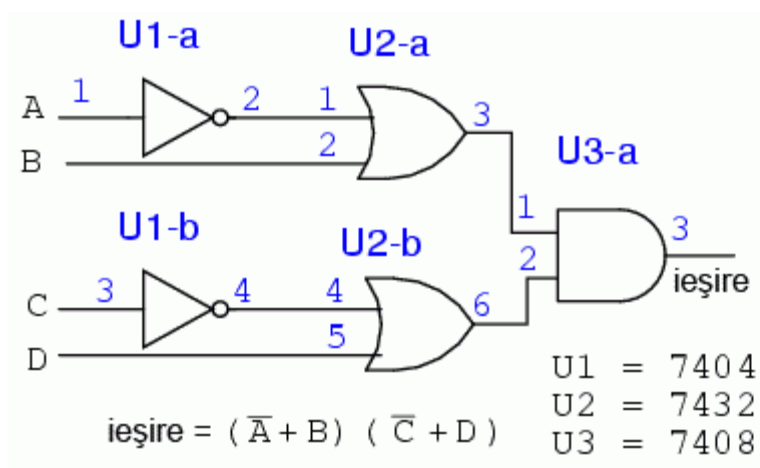 U1-a
U2-a
A 1 2 1 3
B 2
U3-a
1
U1-b
U2-b
2
3
ieşire
C 3 4 4 6
D 5
U1 = 7404
U2 = 7432
U3 = 7408
ieşire = ( A̅ + B ) ( C̅ + D )